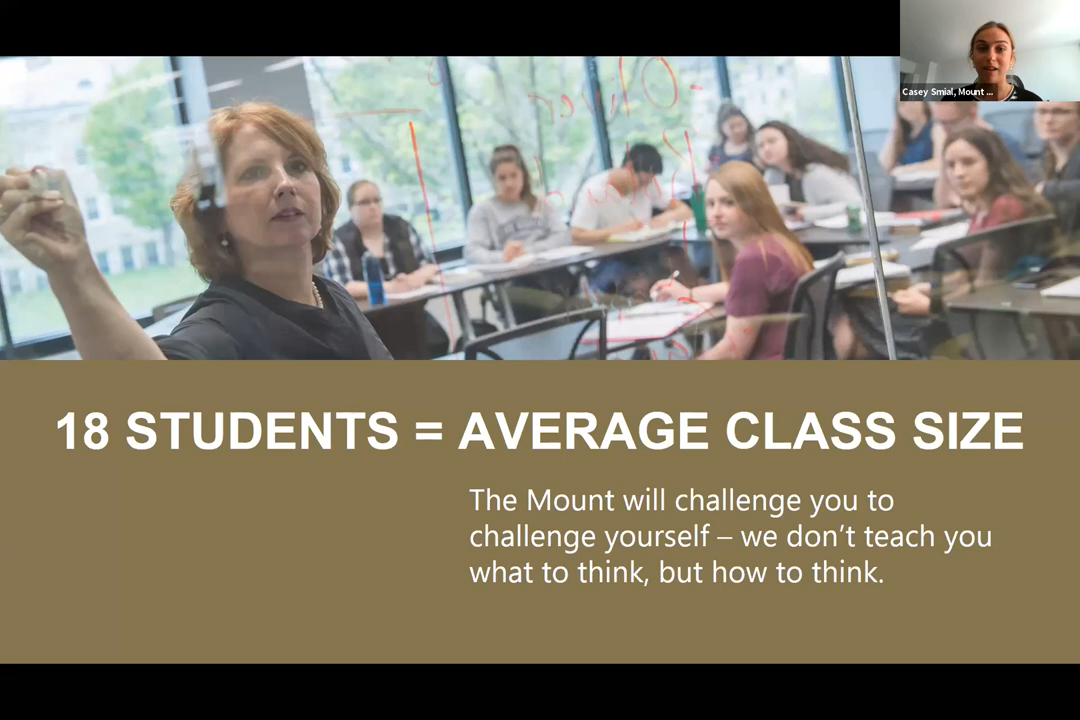 Casey Smial, Mount ...
18 STUDENTS = AVERAGE CLASS SIZE
The Mount will challenge you to
challenge yourself – we don't teach you
what to think, but how to think.